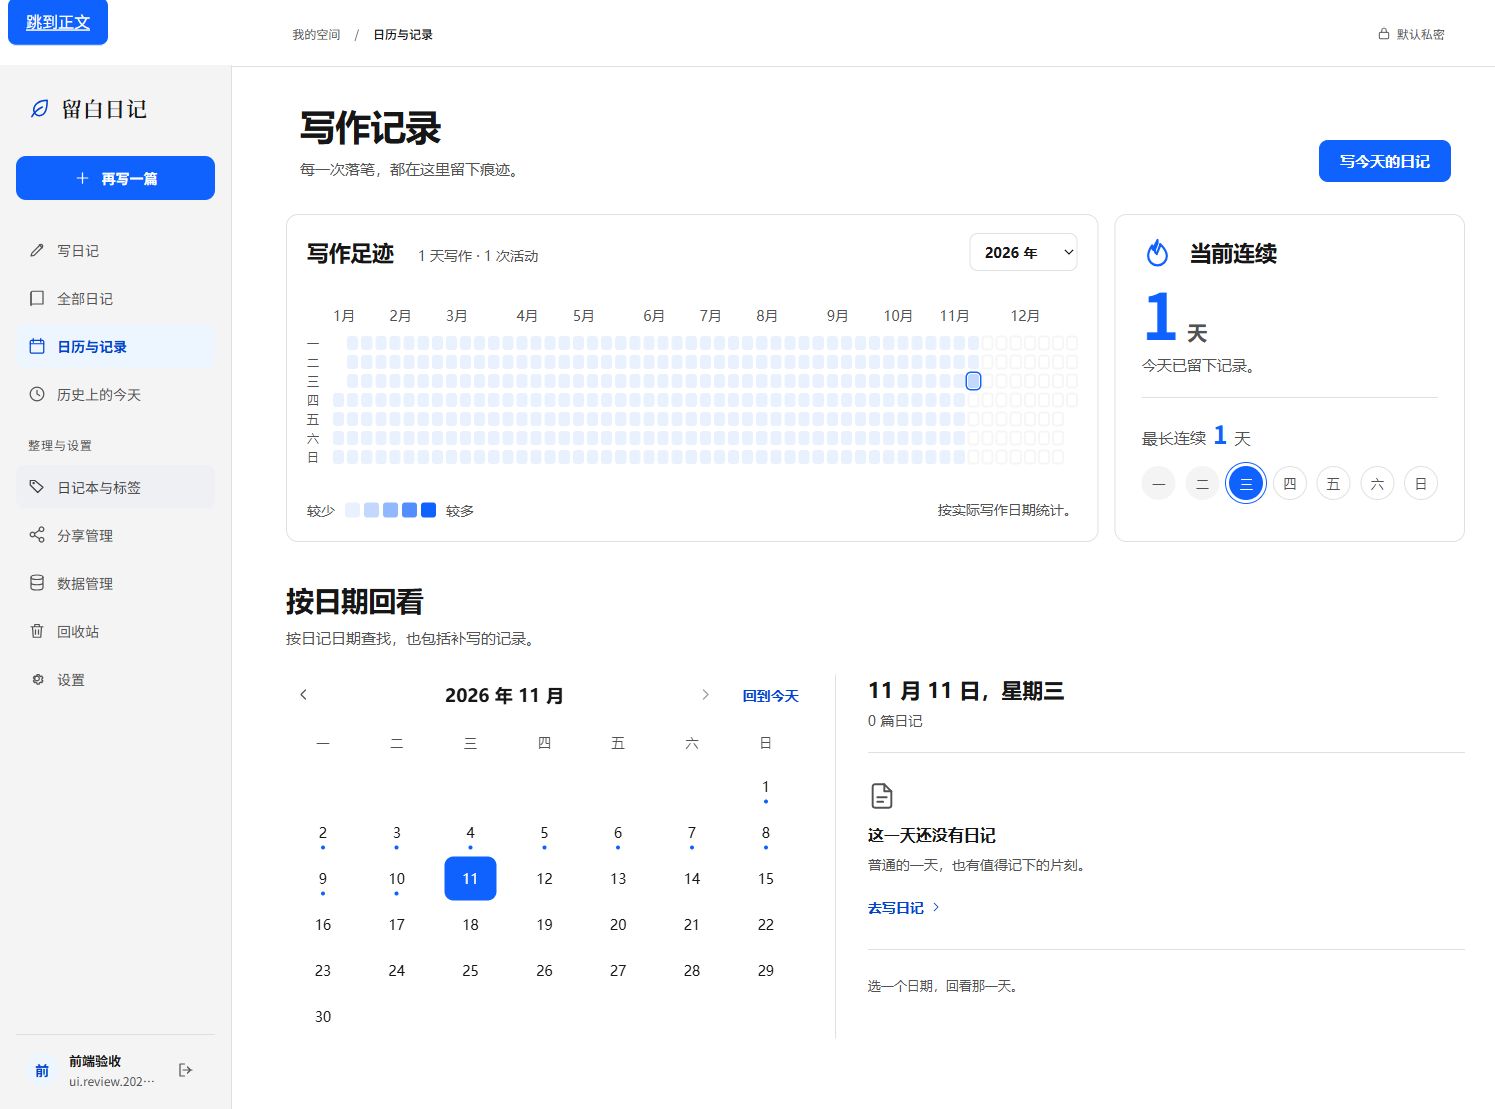 跳到正文
我的空间 / 日历与记录
默认私密
留白日记
再写一篇
写日记
全部日记
日历与记录
历史上的今天
整理与设置
日记本与标签
分享管理
数据管理
回收站
设置
前
前端验收
ui.review.202…
写作记录
每一次落笔，都在这里留下痕迹。
写今天的日记
写作足迹 1 天写作 · 1 次活动
2026 年
1月 2月 3月 4月 5月 6月 7月 8月 9月 10月 11月 12月
一
二
三
四
五
六
日
较少 较多
按实际写作日期统计。
当前连续
1 天
今天已留下记录。
最长连续 1 天
一 二 三 四 五 六 日
按日期回看
按日记日期查找，也包括补写的记录。
2026 年 11 月
回到今天
一 二 三 四 五 六 日
1
2 3 4 5 6 7 8
9 10 11 12 13 14 15
16 17 18 19 20 21 22
23 24 25 26 27 28 29
30
11 月 11 日，星期三
0 篇日记
这一天还没有日记
普通的一天，也有值得记下的片刻。
去写日记
选一个日期，回看那一天。